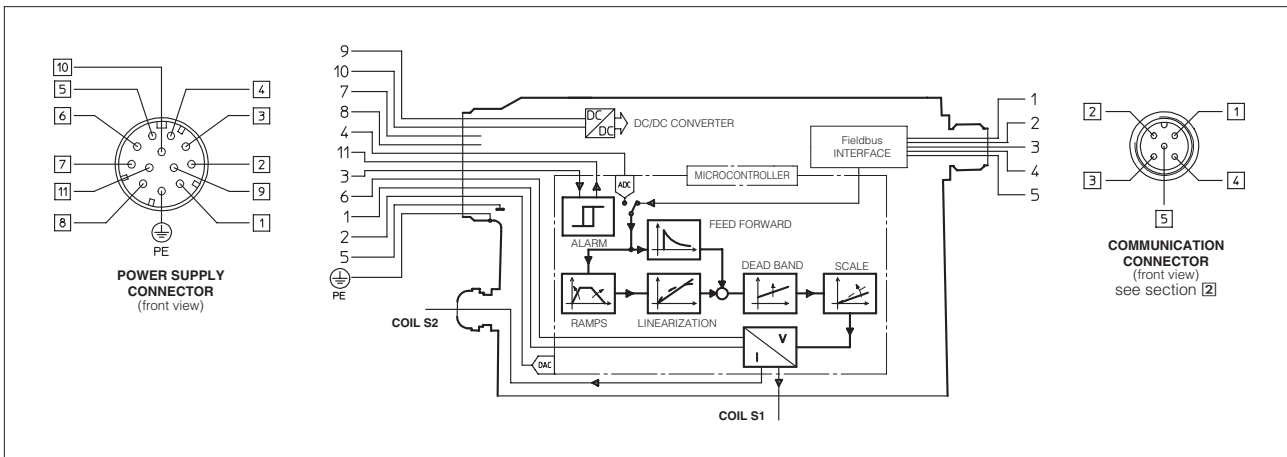 10
5
4
6
3
7
2
11
9
8
1
PE
POWER SUPPLY
CONNECTOR
(front view)
9
10
7
8
4
11
3
6
1
2
5
PE
COIL S2
DC
DC
DC/DC CONVERTER
Fieldbus
INTERFACE
MICROCONTROLLER
ADC
ALARM
FEED FORWARD
DEAD BAND
SCALE
RAMPS
LINEARIZATION
V
I
DAC
COIL S1
1
2
3
4
5
2
1
3
4
5
COMMUNICATION
CONNECTOR
(front view)
see section 2